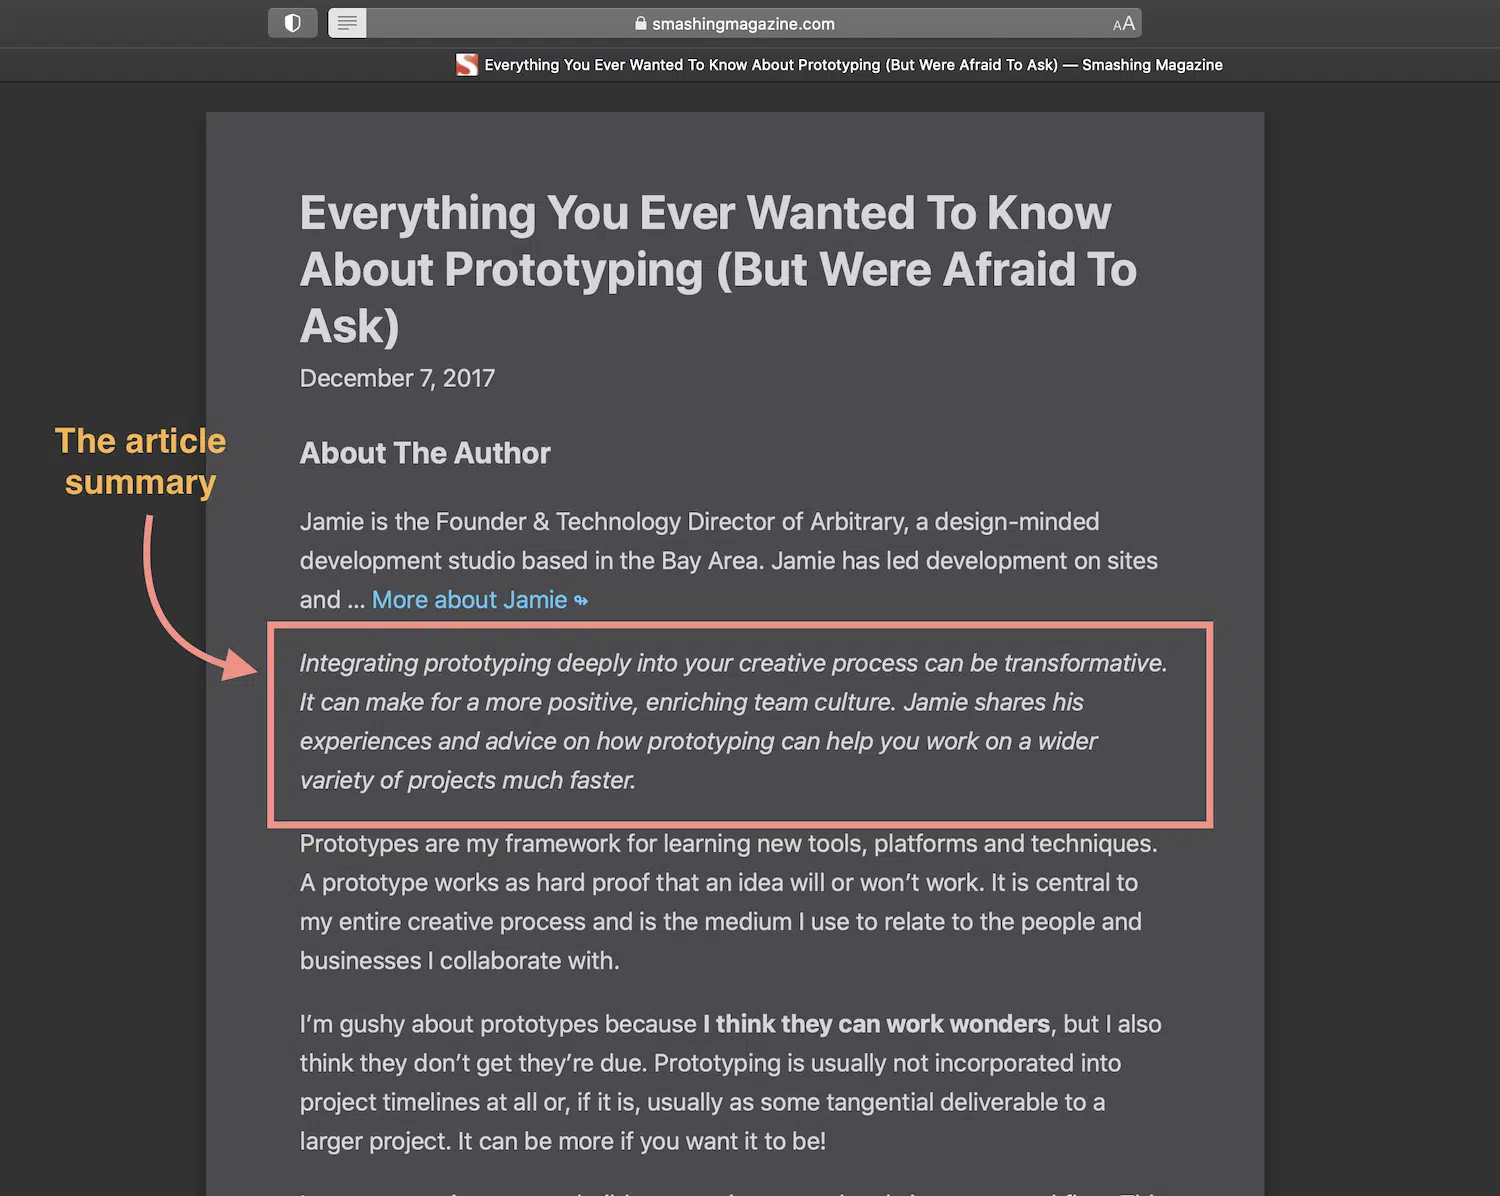 smashingmagazine.com
AA
Everything You Ever Wanted To Know About Prototyping (But Were Afraid To Ask) — Smashing Magazine
Everything You Ever Wanted To Know
About Prototyping (But Were Afraid To
Ask)
December 7, 2017
The article
summary
About The Author
Jamie is the Founder & Technology Director of Arbitrary, a design-minded
development studio based in the Bay Area. Jamie has led development on sites
and … More about Jamie ↬
Integrating prototyping deeply into your creative process can be transformative.
It can make for a more positive, enriching team culture. Jamie shares his
experiences and advice on how prototyping can help you work on a wider
variety of projects much faster.
Prototypes are my framework for learning new tools, platforms and techniques.
A prototype works as hard proof that an idea will or won’t work. It is central to
my entire creative process and is the medium I use to relate to the people and
businesses I collaborate with.
I’m gushy about prototypes because I think they can work wonders, but I also
think they don’t get they’re due. Prototyping is usually not incorporated into
project timelines at all or, if it is, usually as some tangential deliverable to a
larger project. It can be more if you want it to be!